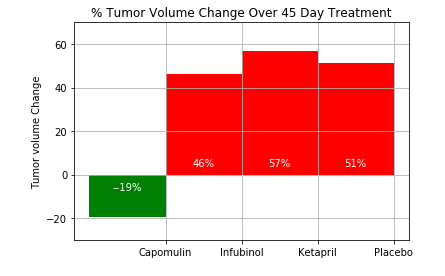 % Tumor Volume Change Over 45 Day Treatment
Tumor volume Change
60
40
20
0
−20
−19%
46%
57%
51%
Capomulin
Infubinol
Ketapril
Placebo